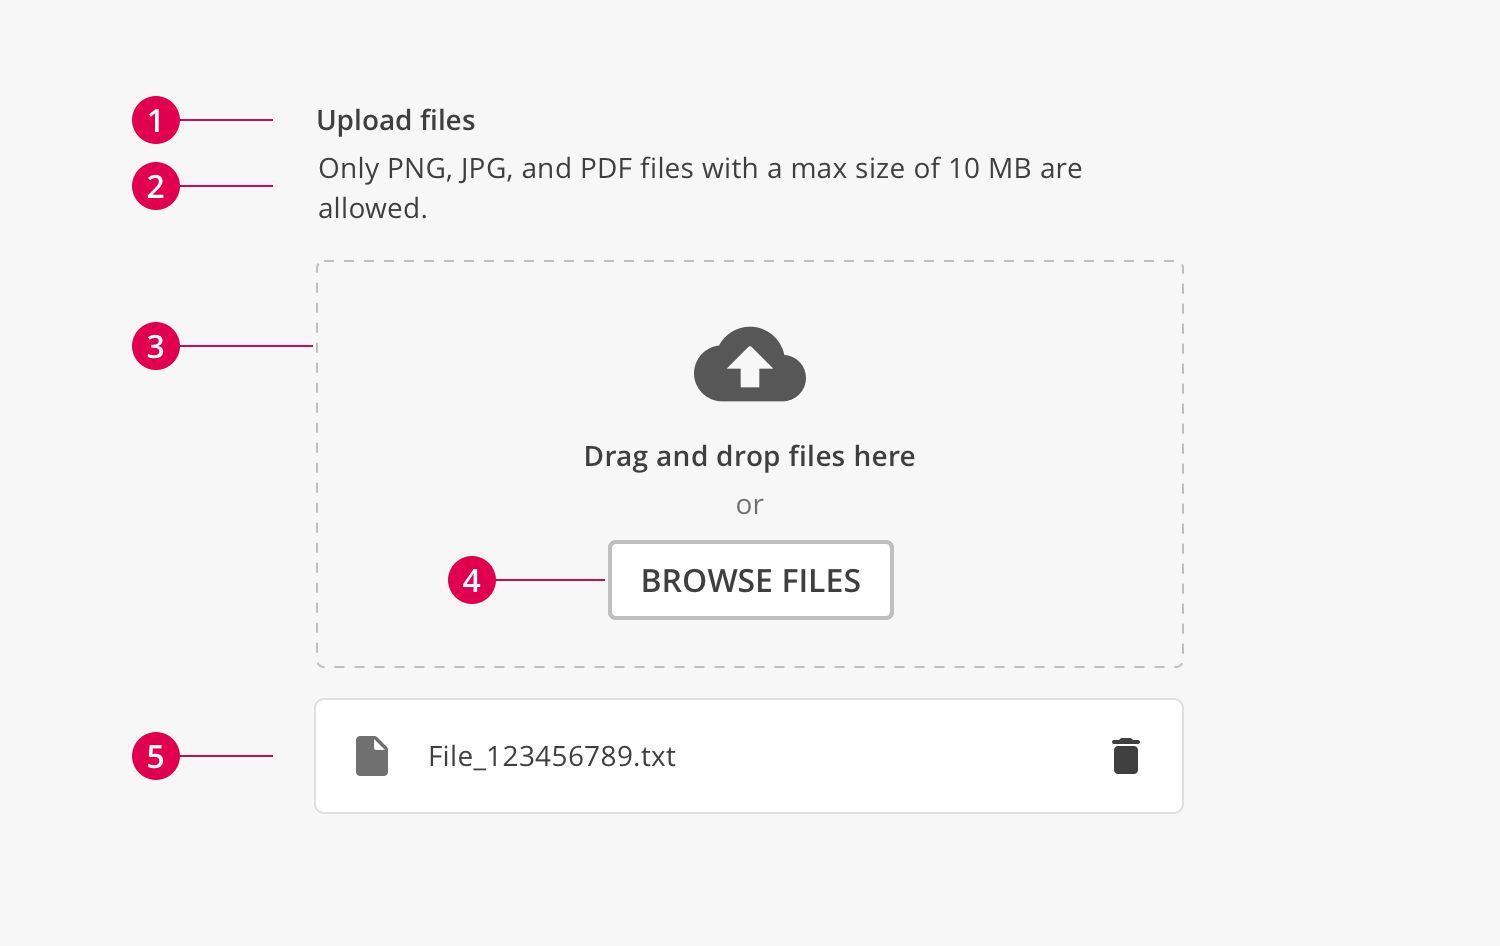 1
Upload files
2
Only PNG, JPG, and PDF files with a max size of 10 MB are
allowed.
3
Drag and drop files here
or
4
BROWSE FILES
5
File_123456789.txt